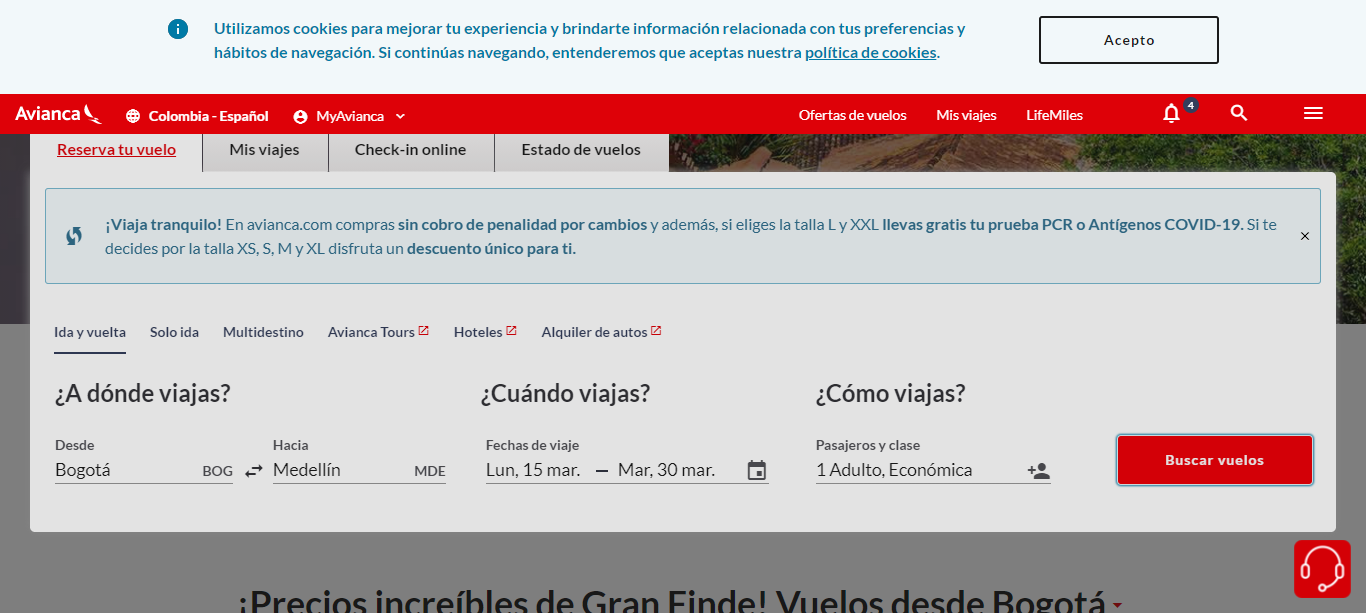 Utilizamos cookies para mejorar tu experiencia y brindarte información relacionada con tus preferencias y
hábitos de navegación. Si continúas navegando, entenderemos que aceptas nuestra política de cookies.
Acepto
Avianca
Colombia - Español
MyAvianca
Ofertas de vuelos
Mis viajes
LifeMiles
4
Reserva tu vuelo
Mis viajes
Check-in online
Estado de vuelos
¡Viaja tranquilo! En avianca.com compras sin cobro de penalidad por cambios y además, si eliges la talla L y XXL llevas gratis tu prueba PCR o Antígenos COVID-19. Si te
decides por la talla XS, S, M y XL disfruta un descuento único para ti.
Ida y vuelta
Solo ida
Multidestino
Avianca Tours
Hoteles
Alquiler de autos
¿A dónde viajas?
¿Cuándo viajas?
¿Cómo viajas?
Desde
Hacia
Fechas de viaje
Pasajeros y clase
Bogotá BOG
Medellín MDE
Lun, 15 mar. — Mar, 30 mar.
1 Adulto, Económica
Buscar vuelos
¡Precios increíbles de Gran Finde! Vuelos desde Bogotá